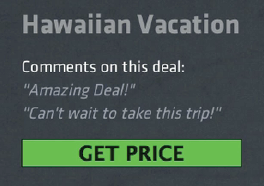 Hawaiian Vacation
Comments on this deal:
"Amazing Deal!"
"Can't wait to take this trip!"
GET PRICE